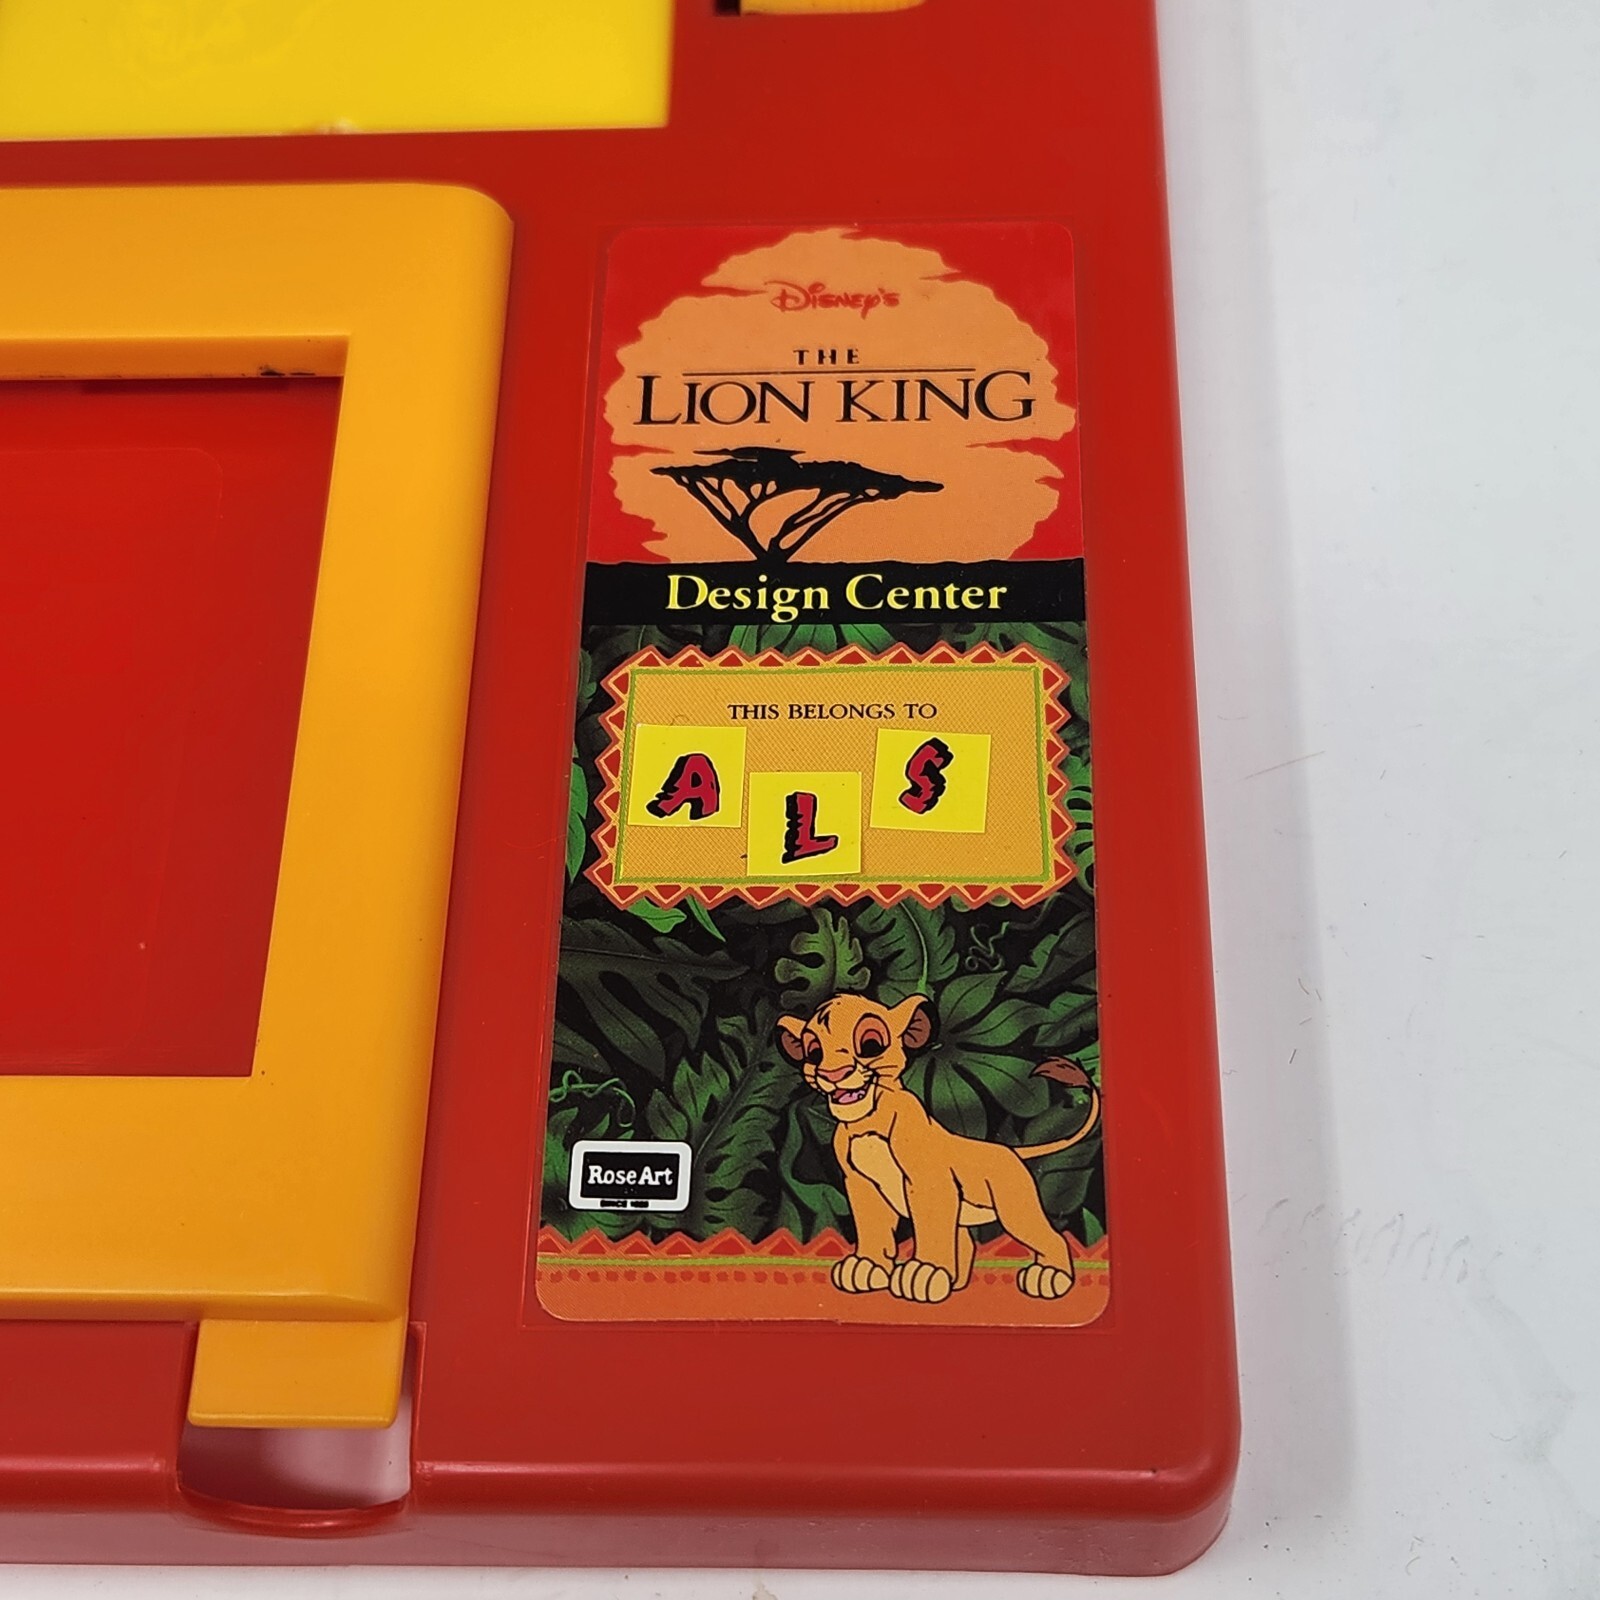 Disney's
THE
LION KING
Design Center
THIS BELONGS TO
A L S
RoseArt